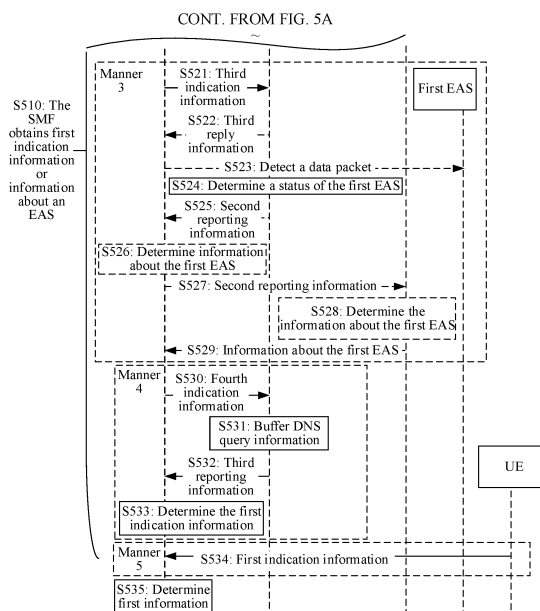 CONT. FROM FIG. 5A
~
S510: The
SMF
obtains first
indication
information
or
information
about an
EAS
Manner
3
First EAS
S521: Third
indication
information
S522: Third
reply
information
S523: Detect a data packet
S524: Determine a status of the first EAS
S525: Second
reporting
information
S526: Determine information
about the first EAS
S527: Second reporting information
S528: Determine the
information about the first EAS
S529: Information about the first EAS
Manner
4
S530: Fourth
indication
information
S531: Buffer DNS
query information
S532: Third
reporting
information
S533: Determine the first
indication information
UE
Manner
5
S534: First indication information
S535: Determine
first information